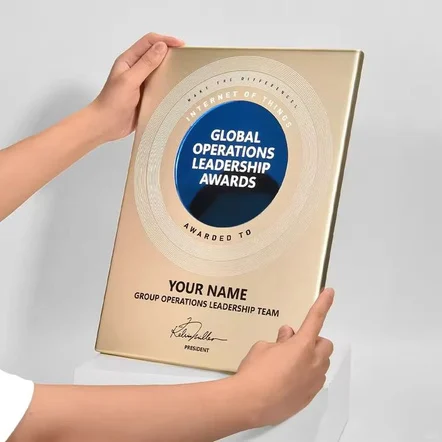 MAKE THE DIFFERENCE!
INTERNET OF THINGS
GLOBAL
OPERATIONS
LEADERSHIP
AWARDS
AWARDED TO
YOUR NAME
GROUP OPERATIONS LEADERSHIP TEAM
PRESIDENT